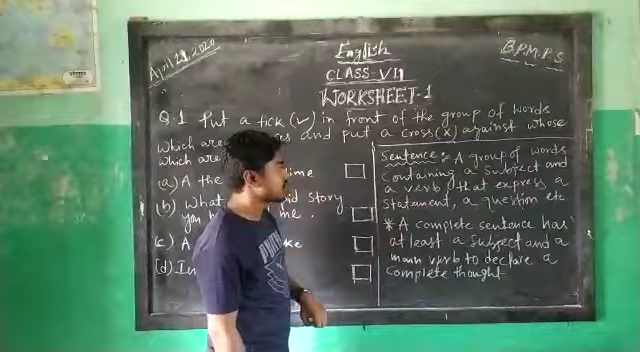 April 21, 2020
English
B.P.M.P.S
CLASS-VII
WORKSHEET-1
Q.1 Put a tick (✓) in front of the group of words
which are and put a cross (x) against whose
which are
(a) A the
(b) What story
you me.
(c) A
(d) In
Sentence:- A group of words
containing a subject and
a verb, that express a
statement, a question etc
* A complete sentence has
at least a subject and a
main verb to declare a
complete thought